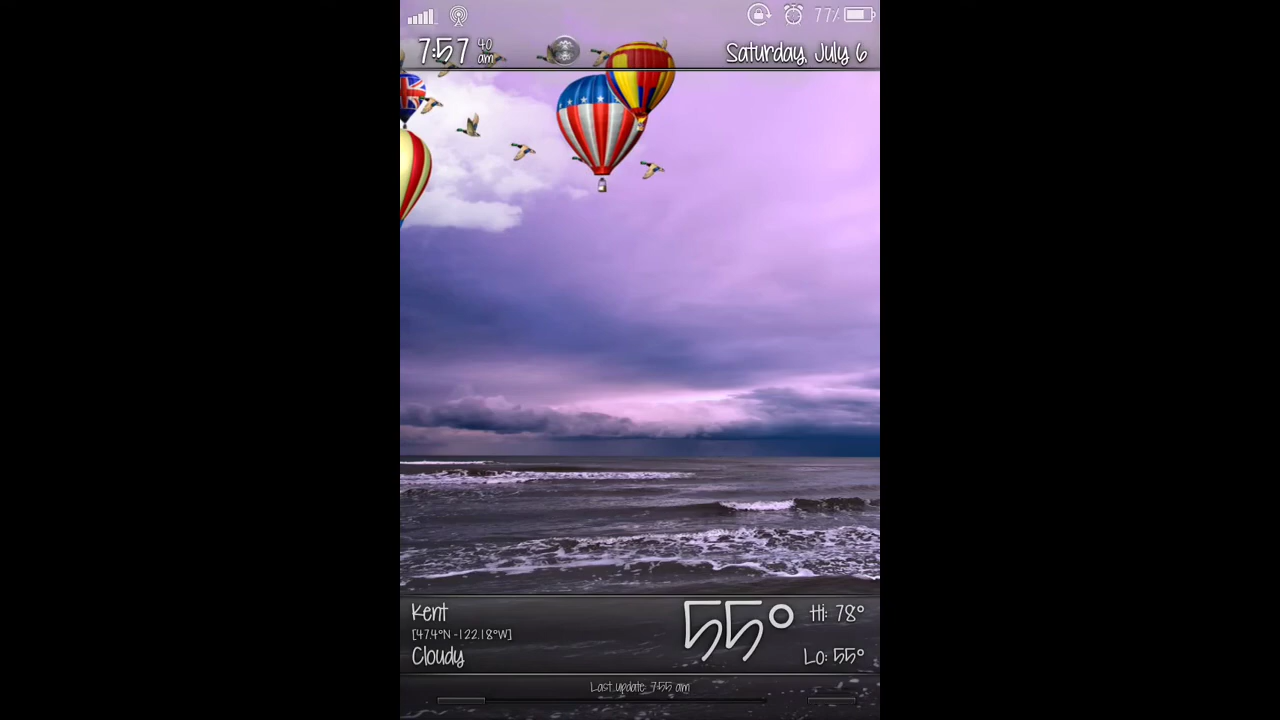 77%
7:57 40 am
Saturday, July 6
Kent
[47.4°N -122.18°W]
Cloudy
55°
Hi: 78°
Lo: 55°
Last update: 7:55 am